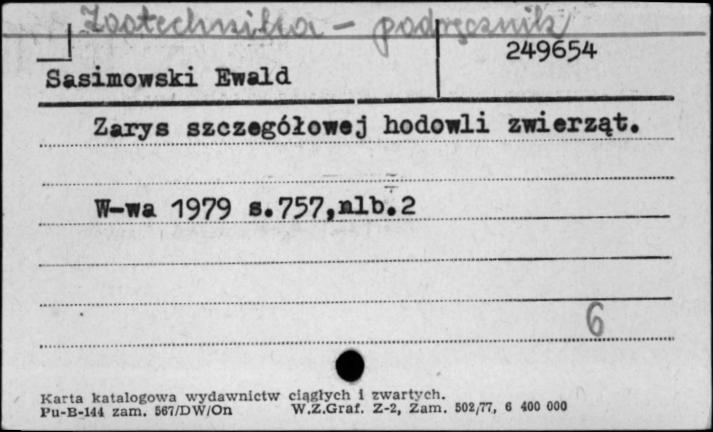 Zootechnika - podręcznik
249654
Sasimowski Ewald
Zarys szczegółowej hodowli zwierząt.
W-wa 1979 s.757,nlb.2
6
Karta katalogowa wydawnictw ciągłych i zwartych.
Pu-B-144 zam. 567/DW/On W.Z.Graf. Z-2, Zam. 502/77, 6 400 000